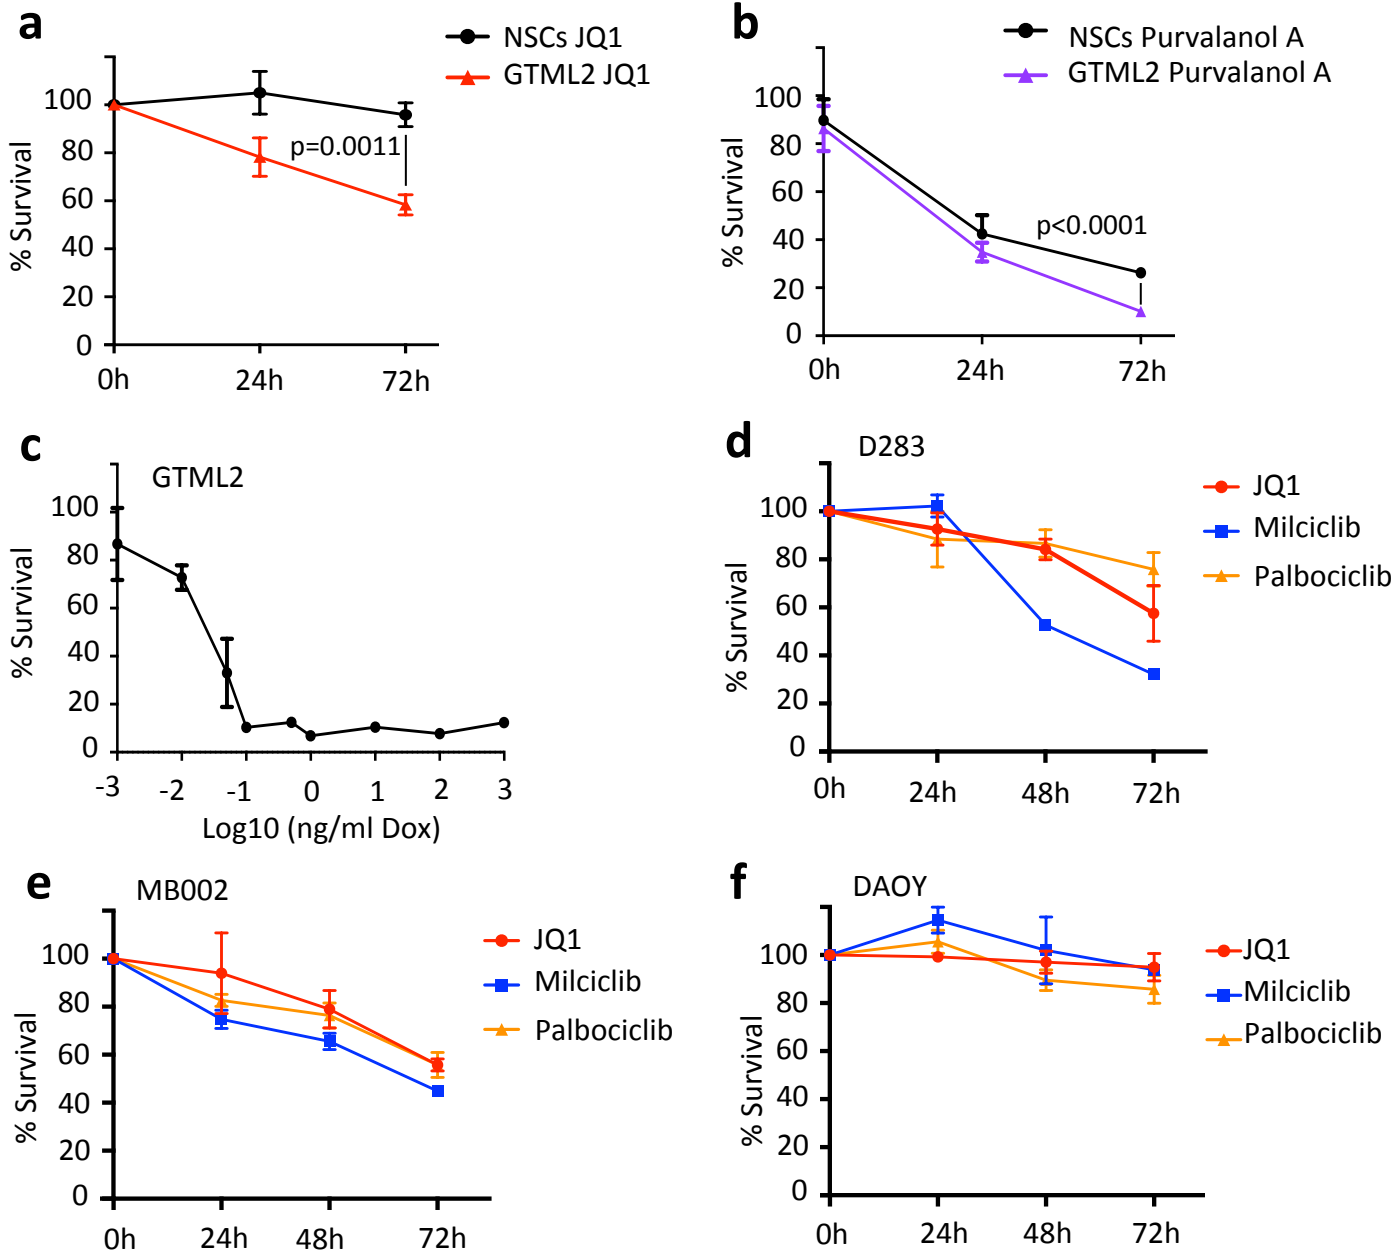 a
NSCs JQ1
GTML2 JQ1
% Survival
100
80
60
40
20
0
p=0.0011
0h 24h 72h
b
NSCs Purvalanol A
GTML2 Purvalanol A
% Survival
100
80
60
40
20
0
p<0.0001
0h 24h 72h
c
GTML2
% Survival
100
80
60
40
20
0
-3 -2 -1 0 1 2 3
Log10 (ng/ml Dox)
d
D283
JQ1
Milciclib
Palbociclib
% Survival
100
80
60
40
20
0
0h 24h 48h 72h
e
MB002
JQ1
Milciclib
Palbociclib
% Survival
100
80
60
40
20
0
0h 24h 48h 72h
f
DAOY
JQ1
Milciclib
Palbociclib
% Survival
100
80
60
40
20
0
0h 24h 48h 72h